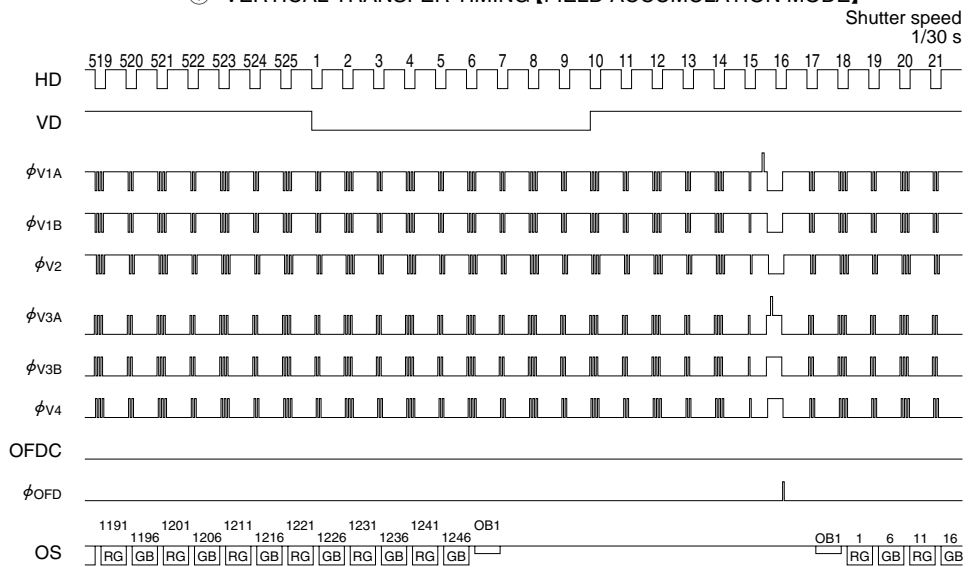 ① VERTICAL TRANSFER TIMING【FIELD ACCUMULATION MODE】
Shutter speed
1/30 s
519 520 521 522 523 524 525 1 2 3 4 5 6 7 8 9 10 11 12 13 14 15 16 17 18 19 20 21
HD
VD
ϕV1A
ϕV1B
ϕV2
ϕV3A
ϕV3B
ϕV4
OFDC
ϕOFD
1191 1201 1211 1221 1231 1241 OB1
1196 1206 1216 1226 1236 1246 OB1 1 6 11 16
OS RG GB RG GB RG GB RG GB RG GB RG GB RG GB RG GB